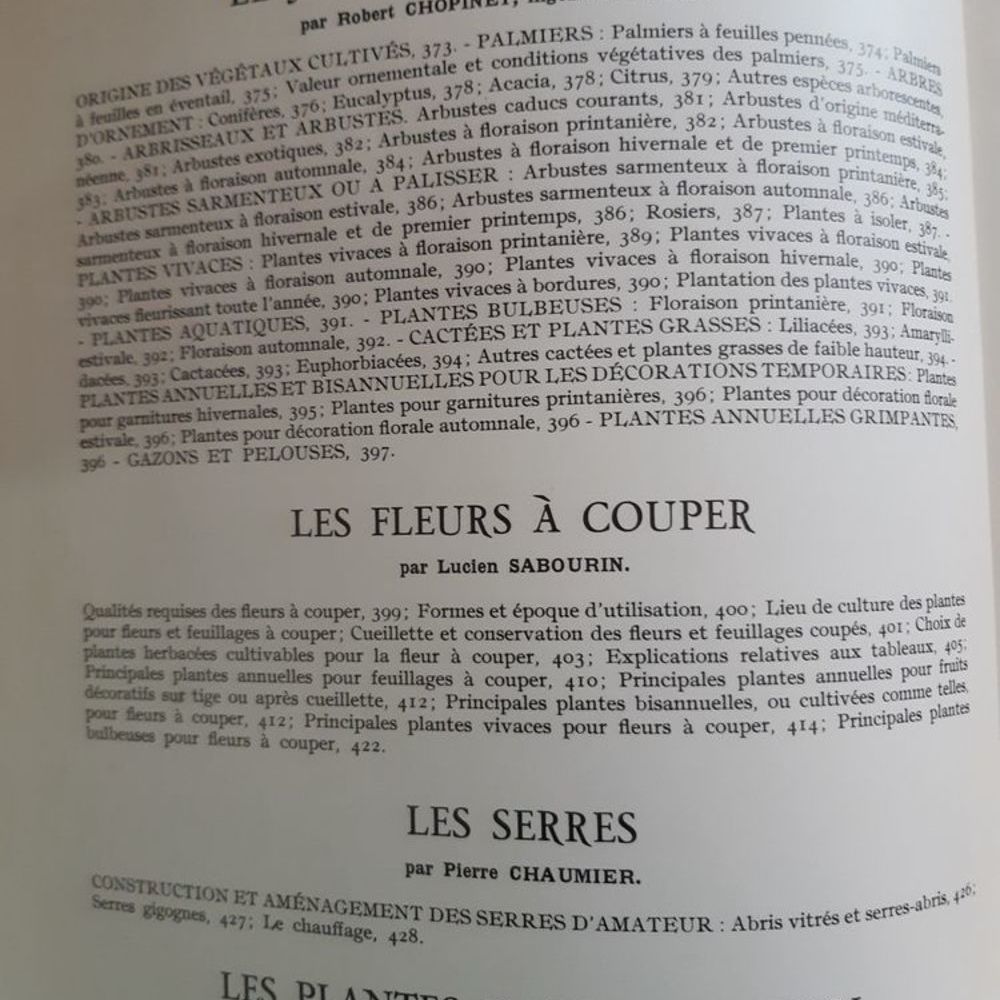 par Robert CHOPINET,
ORIGINE DES VÉGÉTAUX CULTIVÉS, 373. - PALMIERS : Palmiers à feuilles pennées, 374; Palmiers
à feuilles en éventail, 375; Valeur ornementale et conditions végétatives des palmiers, 375. - ARBRES
D'ORNEMENT : Conifères, 376; Eucalyptus, 378; Acacia, 378; Citrus, 379; Autres espèces arborescentes,
380. - ARBRISSEAUX ET ARBUSTES. Arbustes caducs courants, 381; Arbustes d'origine méditerra-
néenne, 381; Arbustes exotiques, 382; Arbustes à floraison printanière, 382; Arbustes à floraison estivale,
383; Arbustes à floraison automnale, 384; Arbustes à floraison hivernale et de premier printemps, 384;
- ARBUSTES SARMENTEUX OU A PALISSER : Arbustes sarmenteux à floraison printanière, 385;
Arbustes sarmenteux à floraison estivale, 386; Arbustes sarmenteux à floraison automnale, 386; Arbustes
sarmenteux à floraison hivernale et de premier printemps, 386; Rosiers, 387; Plantes à isoler, 387. -
PLANTES VIVACES : Plantes vivaces à floraison printanière, 389; Plantes vivaces à floraison estivale,
390; Plantes vivaces à floraison automnale, 390; Plantes vivaces à floraison hivernale, 390; Plantes
vivaces fleurissant toute l'année, 390; Plantes vivaces à bordures, 390; Plantation des plantes vivaces, 391.
- PLANTES AQUATIQUES, 391. - PLANTES BULBEUSES : Floraison printanière, 391; Floraison
estivale, 392; Floraison automnale, 392. - CACTÉES ET PLANTES GRASSES : Liliacées, 393; Amarylli-
dacées, 393; Cactacées, 393; Euphorbiacées, 394; Autres cactées et plantes grasses de faible hauteur, 394. -
PLANTES ANNUELLES ET BISANNUELLES POUR LES DÉCORATIONS TEMPORAIRES: Plantes
pour garnitures hivernales, 395; Plantes pour garnitures printanières, 396; Plantes pour décoration florale
estivale, 396; Plantes pour décoration florale automnale, 396 - PLANTES ANNUELLES GRIMPANTES,
396 - GAZONS ET PELOUSES, 397.
LES FLEURS À COUPER
par Lucien SABOURIN.
Qualités requises des fleurs à couper, 399; Formes et époque d'utilisation, 400; Lieu de culture des plantes
pour fleurs et feuillages à couper; Cueillette et conservation des fleurs et feuillages coupés, 401; Choix de
plantes herbacées cultivables pour la fleur à couper, 403; Explications relatives aux tableaux, 405;
Principales plantes annuelles pour feuillages à couper, 410; Principales plantes annuelles pour fruits
décoratifs sur tige ou après cueillette, 412; Principales plantes bisannuelles, ou cultivées comme telles,
pour fleurs à couper, 412; Principales plantes vivaces pour fleurs à couper, 414; Principales plantes
bulbeuses pour fleurs à couper, 422.
LES SERRES
par Pierre CHAUMIER.
CONSTRUCTION ET AMÉNAGEMENT DES SERRES D'AMATEUR : Abris vitrés et serres-abris, 426;
Serres gigognes, 427; Le chauffage, 428.
LES PLANTES